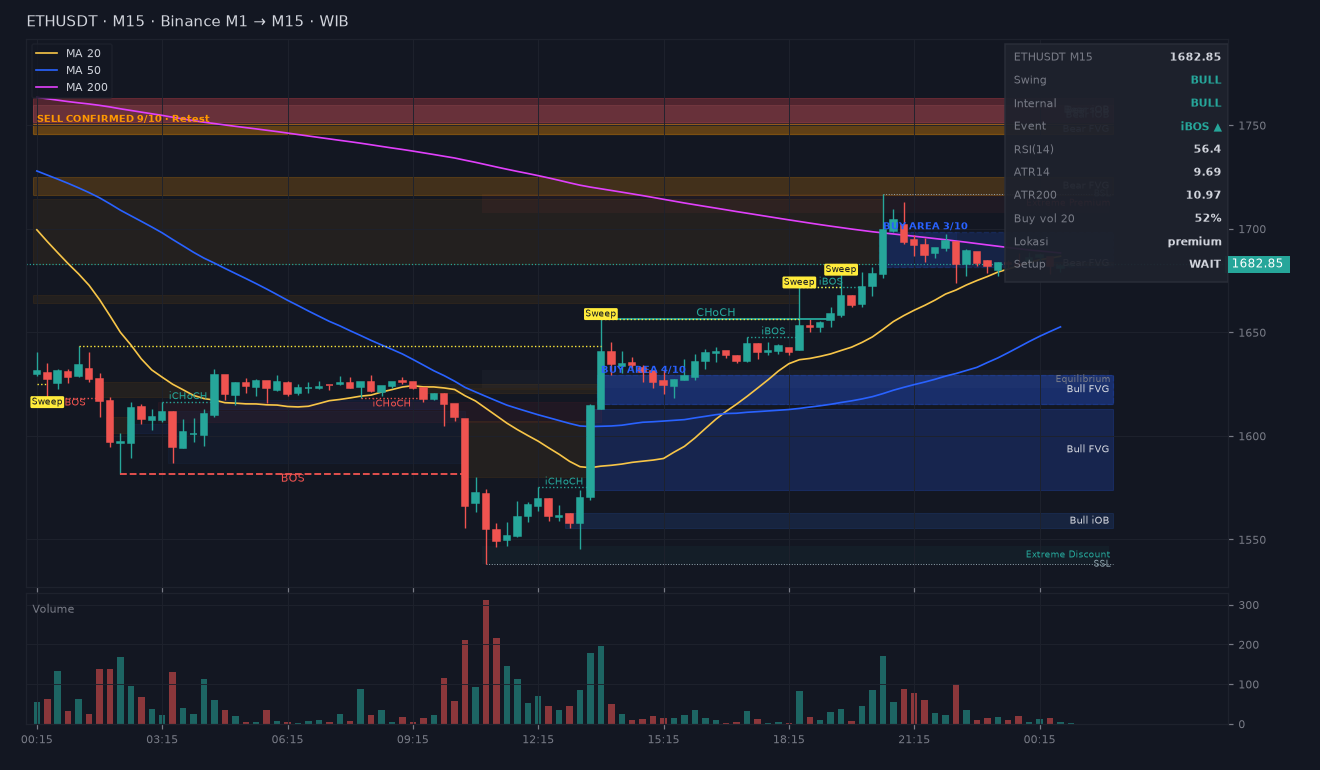 ETHUSDT · M15 · Binance M1 → M15 · WIB
MA 20
MA 50
MA 200
SELL CONFIRMED 9/10 · Retest
ETHUSDT M15 1682.85
Swing BULL
Internal BULL
Event iBOS ▲
RSI(14) 56.4
ATR14 9.69
ATR200 10.97
Buy vol 20 52%
Lokasi premium
Setup WAIT
1750
1700
1682.85
1650
1600
1550
BUY AREA 3/10
Sweep
Sweep iBOS
Sweep
CHoCH
iBOS
BUY AREA 4/10
Equilibrium
Bull FVG
Sweep BOS
iCHoCH
iCHoCH
Bull FVG
BOS
iCHoCH
Bull iOB
Extreme Discount
SSL
Volume
300
200
100
0
00:15 03:15 06:15 09:15 12:15 15:15 18:15 21:15 00:15